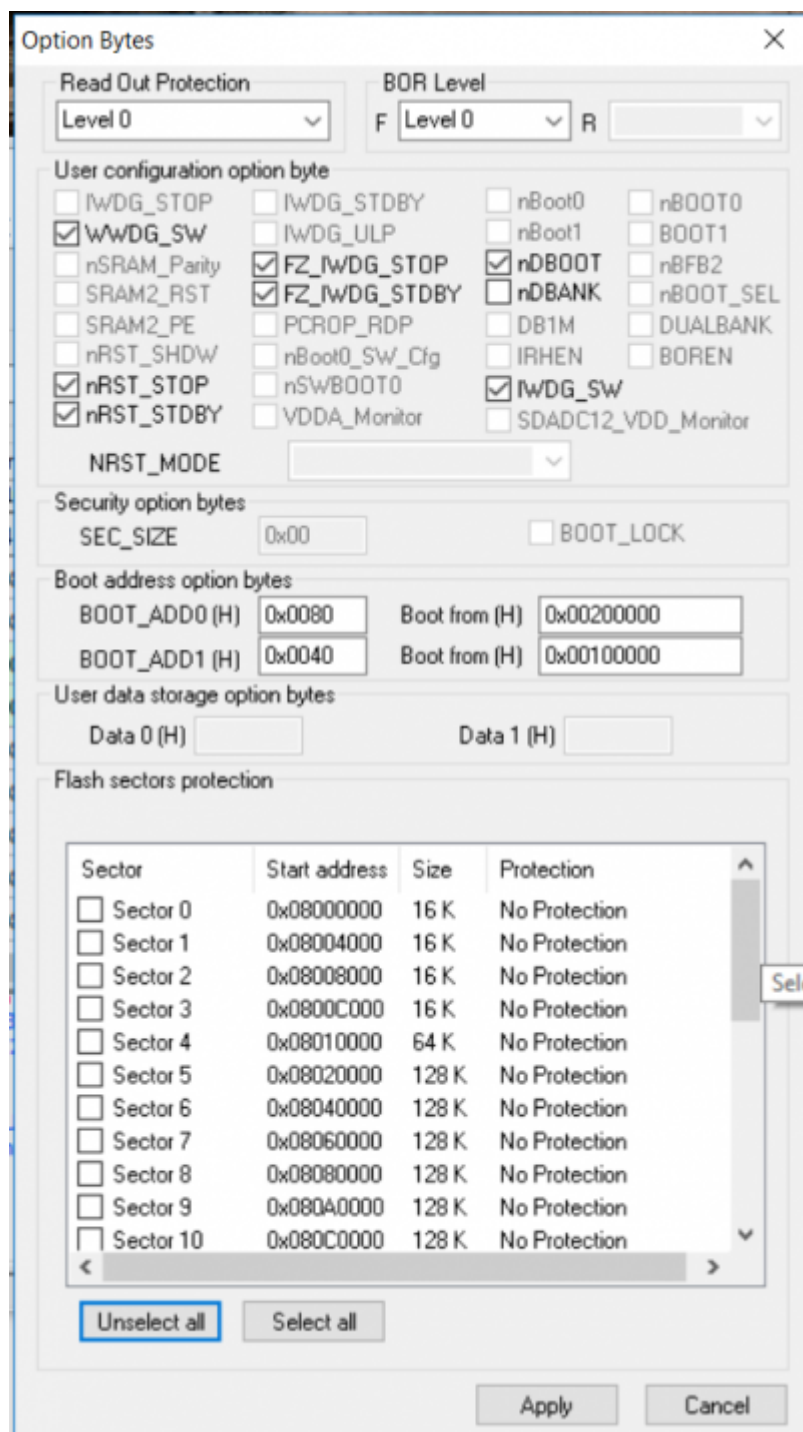 Option Bytes
Read Out Protection BOR Level
Level 0 F Level 0 R
User configuration option byte
IWDG_STOP IWDG_STDBY nBoot0 nBOOT0
WWDG_SW IWDG_ULP nBoot1 BOOT1
nSRAM_Parity FZ_IWDG_STOP nDBOOT nBFB2
SRAM2_RST FZ_IWDG_STDBY nDBANK nBOOT_SEL
SRAM2_PE PCROP_RDP DB1M DUALBANK
nRST_SHDW nBoot0_SW_Cfg IRHEN BOREN
nRST_STOP nSWBOOT0 IWDG_SW
nRST_STDBY VDDA_Monitor SDADC12_VDD_Monitor
NRST_MODE
Security option bytes
SEC_SIZE 0x00 BOOT_LOCK
Boot address option bytes
BOOT_ADD0 (H) 0x0080 Boot from (H) 0x00200000
BOOT_ADD1 (H) 0x0040 Boot from (H) 0x00100000
User data storage option bytes
Data 0 (H) Data 1 (H)
Flash sectors protection
Sector Start address Size Protection
Sector 0 0x08000000 16 K No Protection
Sector 1 0x08004000 16 K No Protection
Sector 2 0x08008000 16 K No Protection
Sector 3 0x0800C000 16 K No Protection
Sector 4 0x08010000 64 K No Protection
Sector 5 0x08020000 128 K No Protection
Sector 6 0x08040000 128 K No Protection
Sector 7 0x08060000 128 K No Protection
Sector 8 0x08080000 128 K No Protection
Sector 9 0x080A0000 128 K No Protection
Sector 10 0x080C0000 128 K No Protection
Unselect all Select all
Apply Cancel